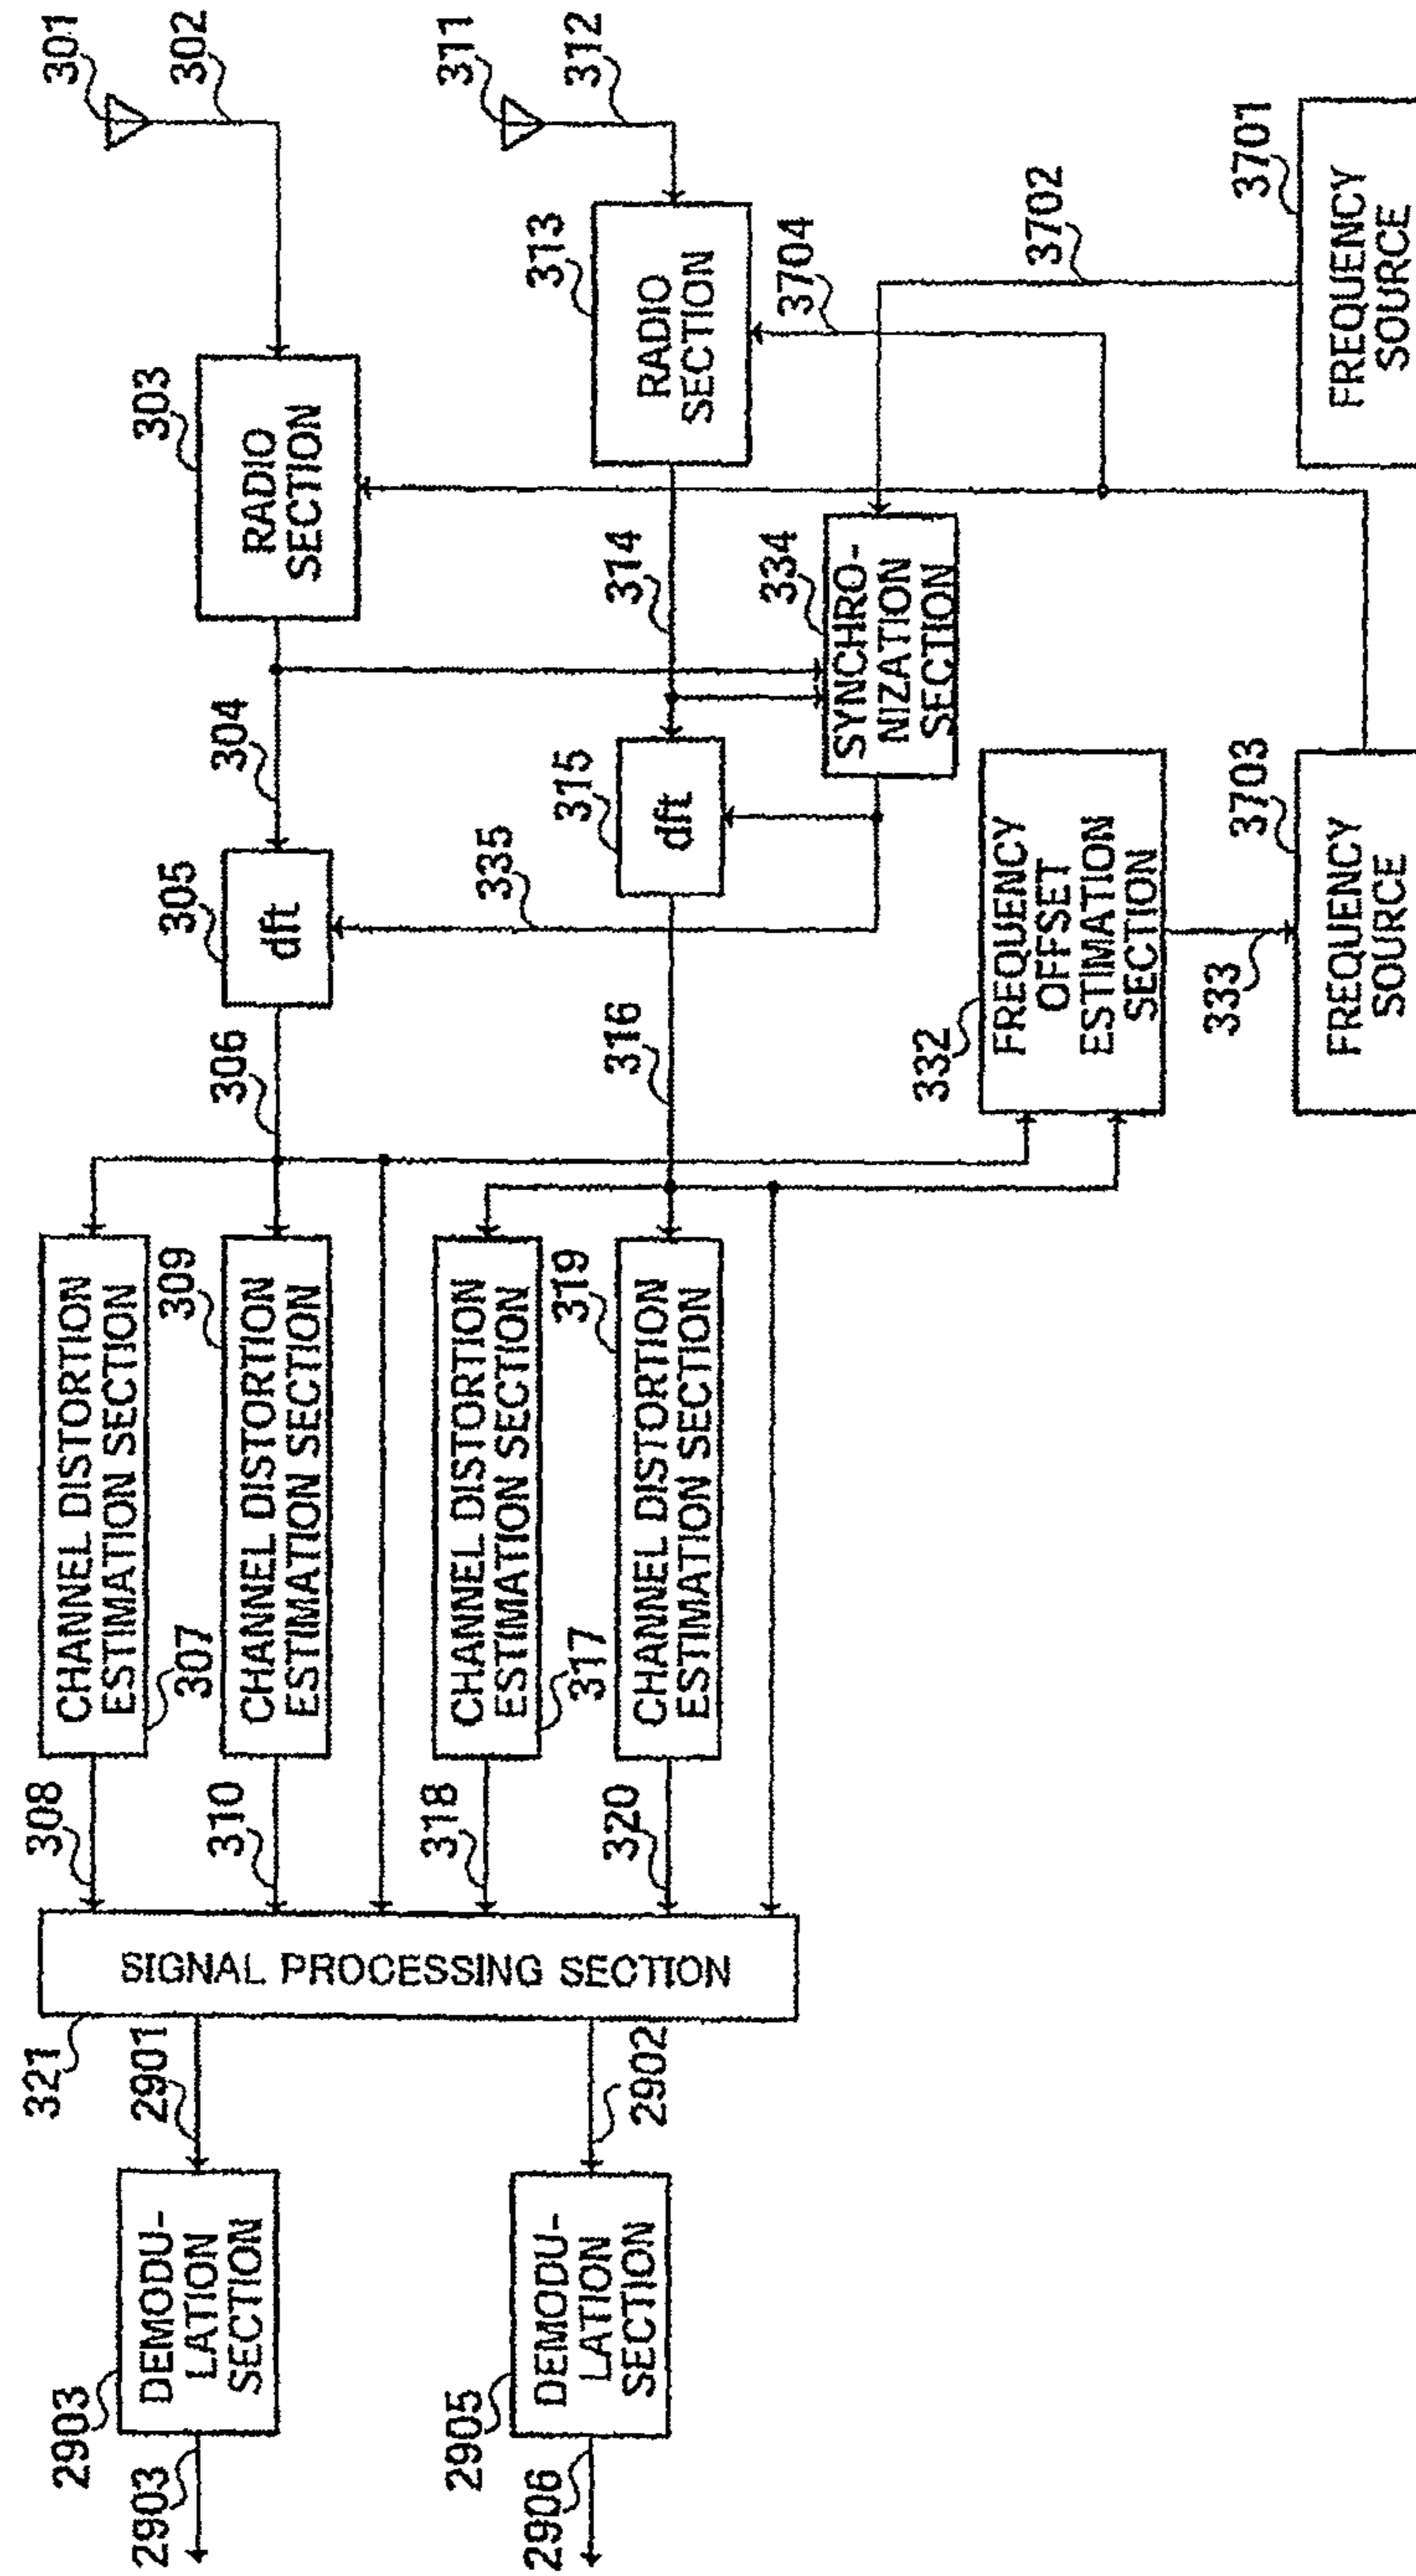 301
302
303
RADIO
SECTION
304
305
dft
306
CHANNEL DISTORTION
ESTIMATION SECTION
307
308
309
CHANNEL DISTORTION
ESTIMATION SECTION
310
311
312
313
RADIO
SECTION
314
315
dft
316
CHANNEL DISTORTION
ESTIMATION SECTION
317
318
319
CHANNEL DISTORTION
ESTIMATION SECTION
320
SIGNAL PROCESSING SECTION
321
2901
2902
2903
DEMODU-
LATION
SECTION
2903
2905
DEMODU-
LATION
SECTION
2906
334
SYNCHRO-
NIZATION
SECTION
335
332
FREQUENCY
OFFSET
ESTIMATION
SECTION
333
3701
FREQUENCY
SOURCE
3702
3703
FREQUENCY
SOURCE
3704